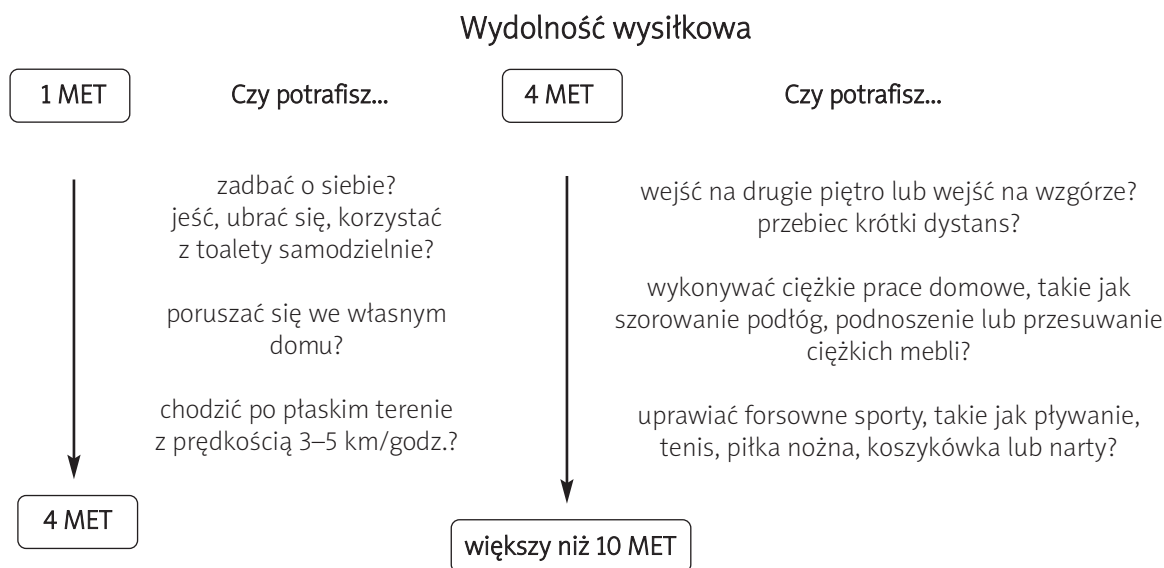 Wydolność wysiłkowa
1 MET
Czy potrafisz...
zadbać o siebie?
jeść, ubrać się, korzystać
z toalety samodzielnie?
poruszać się we własnym
domu?
chodzić po płaskim terenie
z prędkością 3–5 km/godz.?
4 MET
4 MET
Czy potrafisz...
wejść na drugie piętro lub wejść na wzgórze?
przebiec krótki dystans?
wykonywać ciężkie prace domowe, takie jak
szorowanie podłóg, podnoszenie lub przesuwanie
ciężkich mebli?
uprawiać forsowne sporty, takie jak pływanie,
tenis, piłka nożna, koszykówka lub narty?
większy niż 10 MET